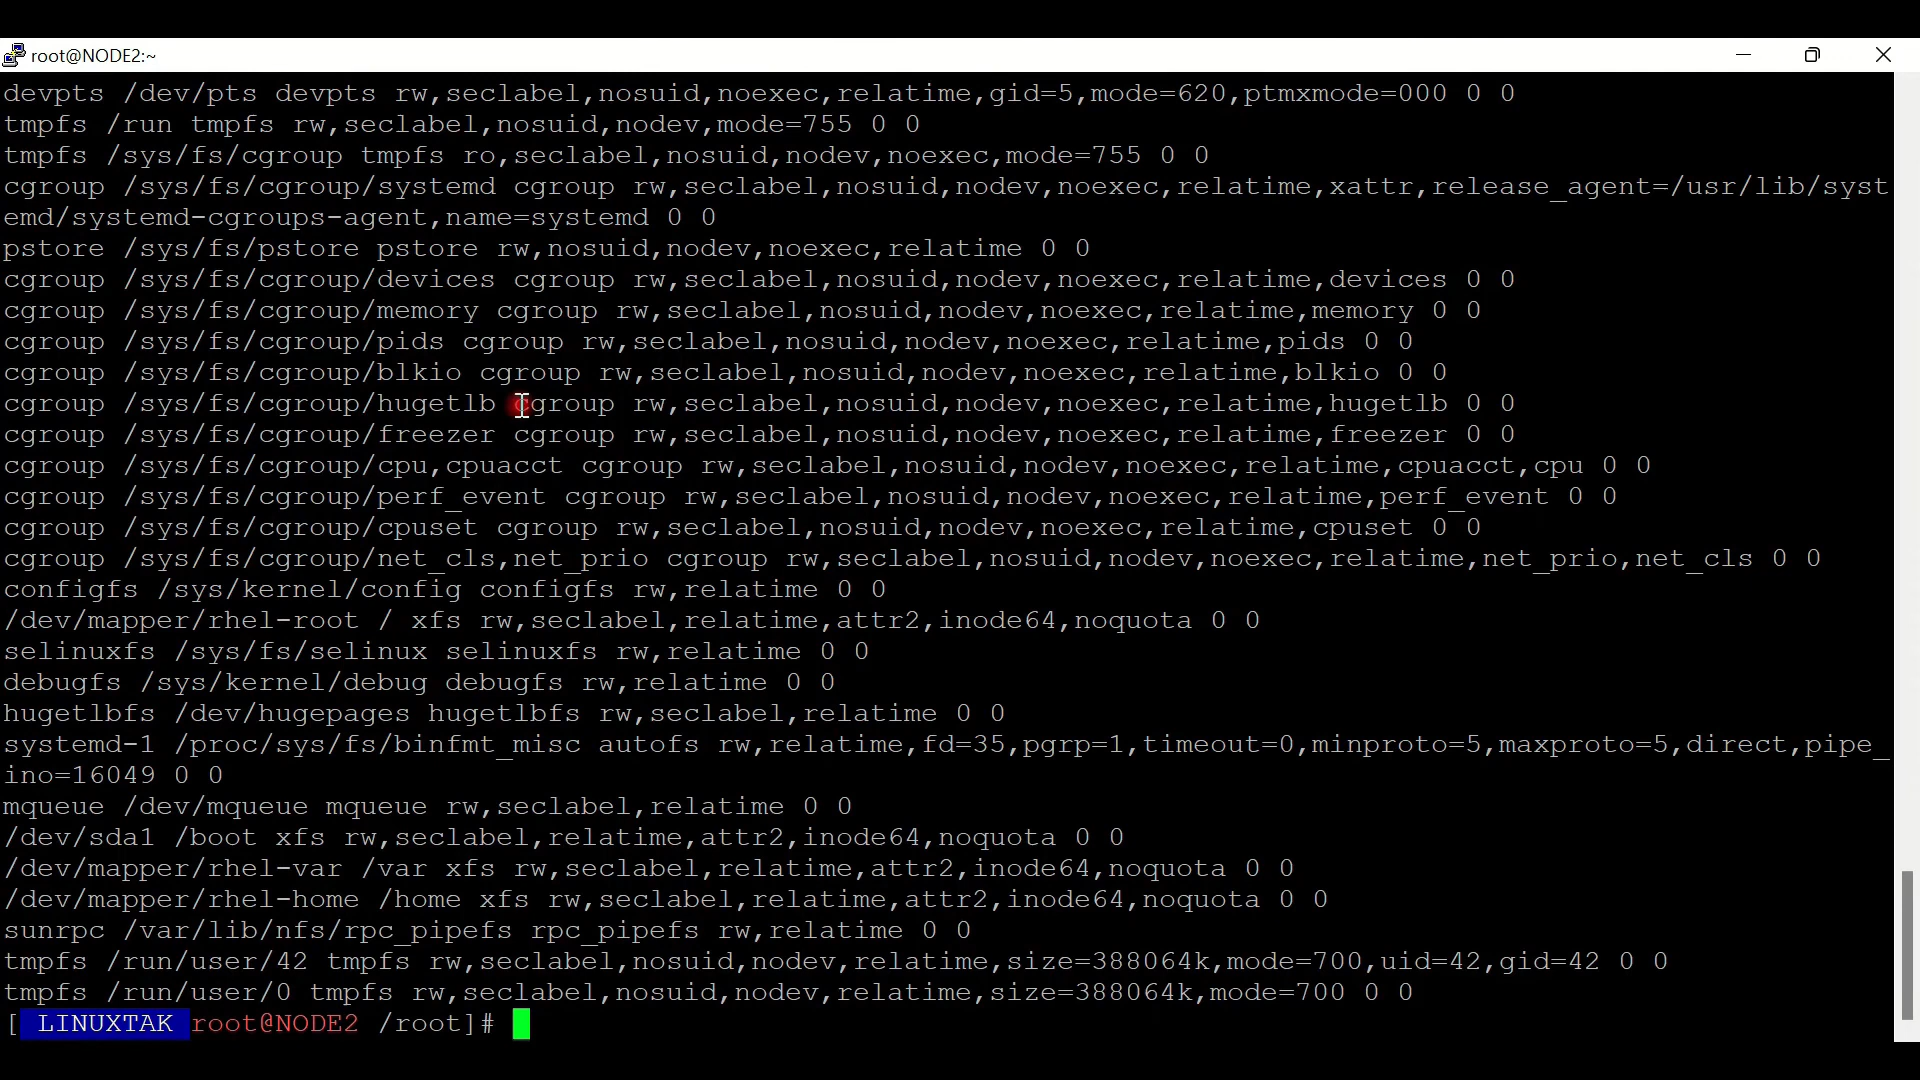 root@NODE2:~
devpts /dev/pts devpts rw,seclabel,nosuid,noexec,relatime,gid=5,mode=620,ptmxmode=000 0 0
tmpfs /run tmpfs rw,seclabel,nosuid,nodev,mode=755 0 0
tmpfs /sys/fs/cgroup tmpfs ro,seclabel,nosuid,nodev,noexec,mode=755 0 0
cgroup /sys/fs/cgroup/systemd cgroup rw,seclabel,nosuid,nodev,noexec,relatime,xattr,release_agent=/usr/lib/syst
emd/systemd-cgroups-agent,name=systemd 0 0
pstore /sys/fs/pstore pstore rw,nosuid,nodev,noexec,relatime 0 0
cgroup /sys/fs/cgroup/devices cgroup rw,seclabel,nosuid,nodev,noexec,relatime,devices 0 0
cgroup /sys/fs/cgroup/memory cgroup rw,seclabel,nosuid,nodev,noexec,relatime,memory 0 0
cgroup /sys/fs/cgroup/pids cgroup rw,seclabel,nosuid,nodev,noexec,relatime,pids 0 0
cgroup /sys/fs/cgroup/blkio cgroup rw,seclabel,nosuid,nodev,noexec,relatime,blkio 0 0
cgroup /sys/fs/cgroup/hugetlb cgroup rw,seclabel,nosuid,nodev,noexec,relatime,hugetlb 0 0
cgroup /sys/fs/cgroup/freezer cgroup rw,seclabel,nosuid,nodev,noexec,relatime,freezer 0 0
cgroup /sys/fs/cgroup/cpu,cpuacct cgroup rw,seclabel,nosuid,nodev,noexec,relatime,cpuacct,cpu 0 0
cgroup /sys/fs/cgroup/perf_event cgroup rw,seclabel,nosuid,nodev,noexec,relatime,perf_event 0 0
cgroup /sys/fs/cgroup/cpuset cgroup rw,seclabel,nosuid,nodev,noexec,relatime,cpuset 0 0
cgroup /sys/fs/cgroup/net_cls,net_prio cgroup rw,seclabel,nosuid,nodev,noexec,relatime,net_prio,net_cls 0 0
configfs /sys/kernel/config configfs rw,relatime 0 0
/dev/mapper/rhel-root / xfs rw,seclabel,relatime,attr2,inode64,noquota 0 0
selinuxfs /sys/fs/selinux selinuxfs rw,relatime 0 0
debugfs /sys/kernel/debug debugfs rw,relatime 0 0
hugetlbfs /dev/hugepages hugetlbfs rw,seclabel,relatime 0 0
systemd-1 /proc/sys/fs/binfmt_misc autofs rw,relatime,fd=35,pgrp=1,timeout=0,minproto=5,maxproto=5,direct,pipe_
ino=16049 0 0
mqueue /dev/mqueue mqueue rw,seclabel,relatime 0 0
/dev/sda1 /boot xfs rw,seclabel,relatime,attr2,inode64,noquota 0 0
/dev/mapper/rhel-var /var xfs rw,seclabel,relatime,attr2,inode64,noquota 0 0
/dev/mapper/rhel-home /home xfs rw,seclabel,relatime,attr2,inode64,noquota 0 0
sunrpc /var/lib/nfs/rpc_pipefs rpc_pipefs rw,relatime 0 0
tmpfs /run/user/42 tmpfs rw,seclabel,nosuid,nodev,relatime,size=388064k,mode=700,uid=42,gid=42 0 0
tmpfs /run/user/0 tmpfs rw,seclabel,nosuid,nodev,relatime,size=388064k,mode=700 0 0
[ LINUXTAK root@NODE2 /root]#